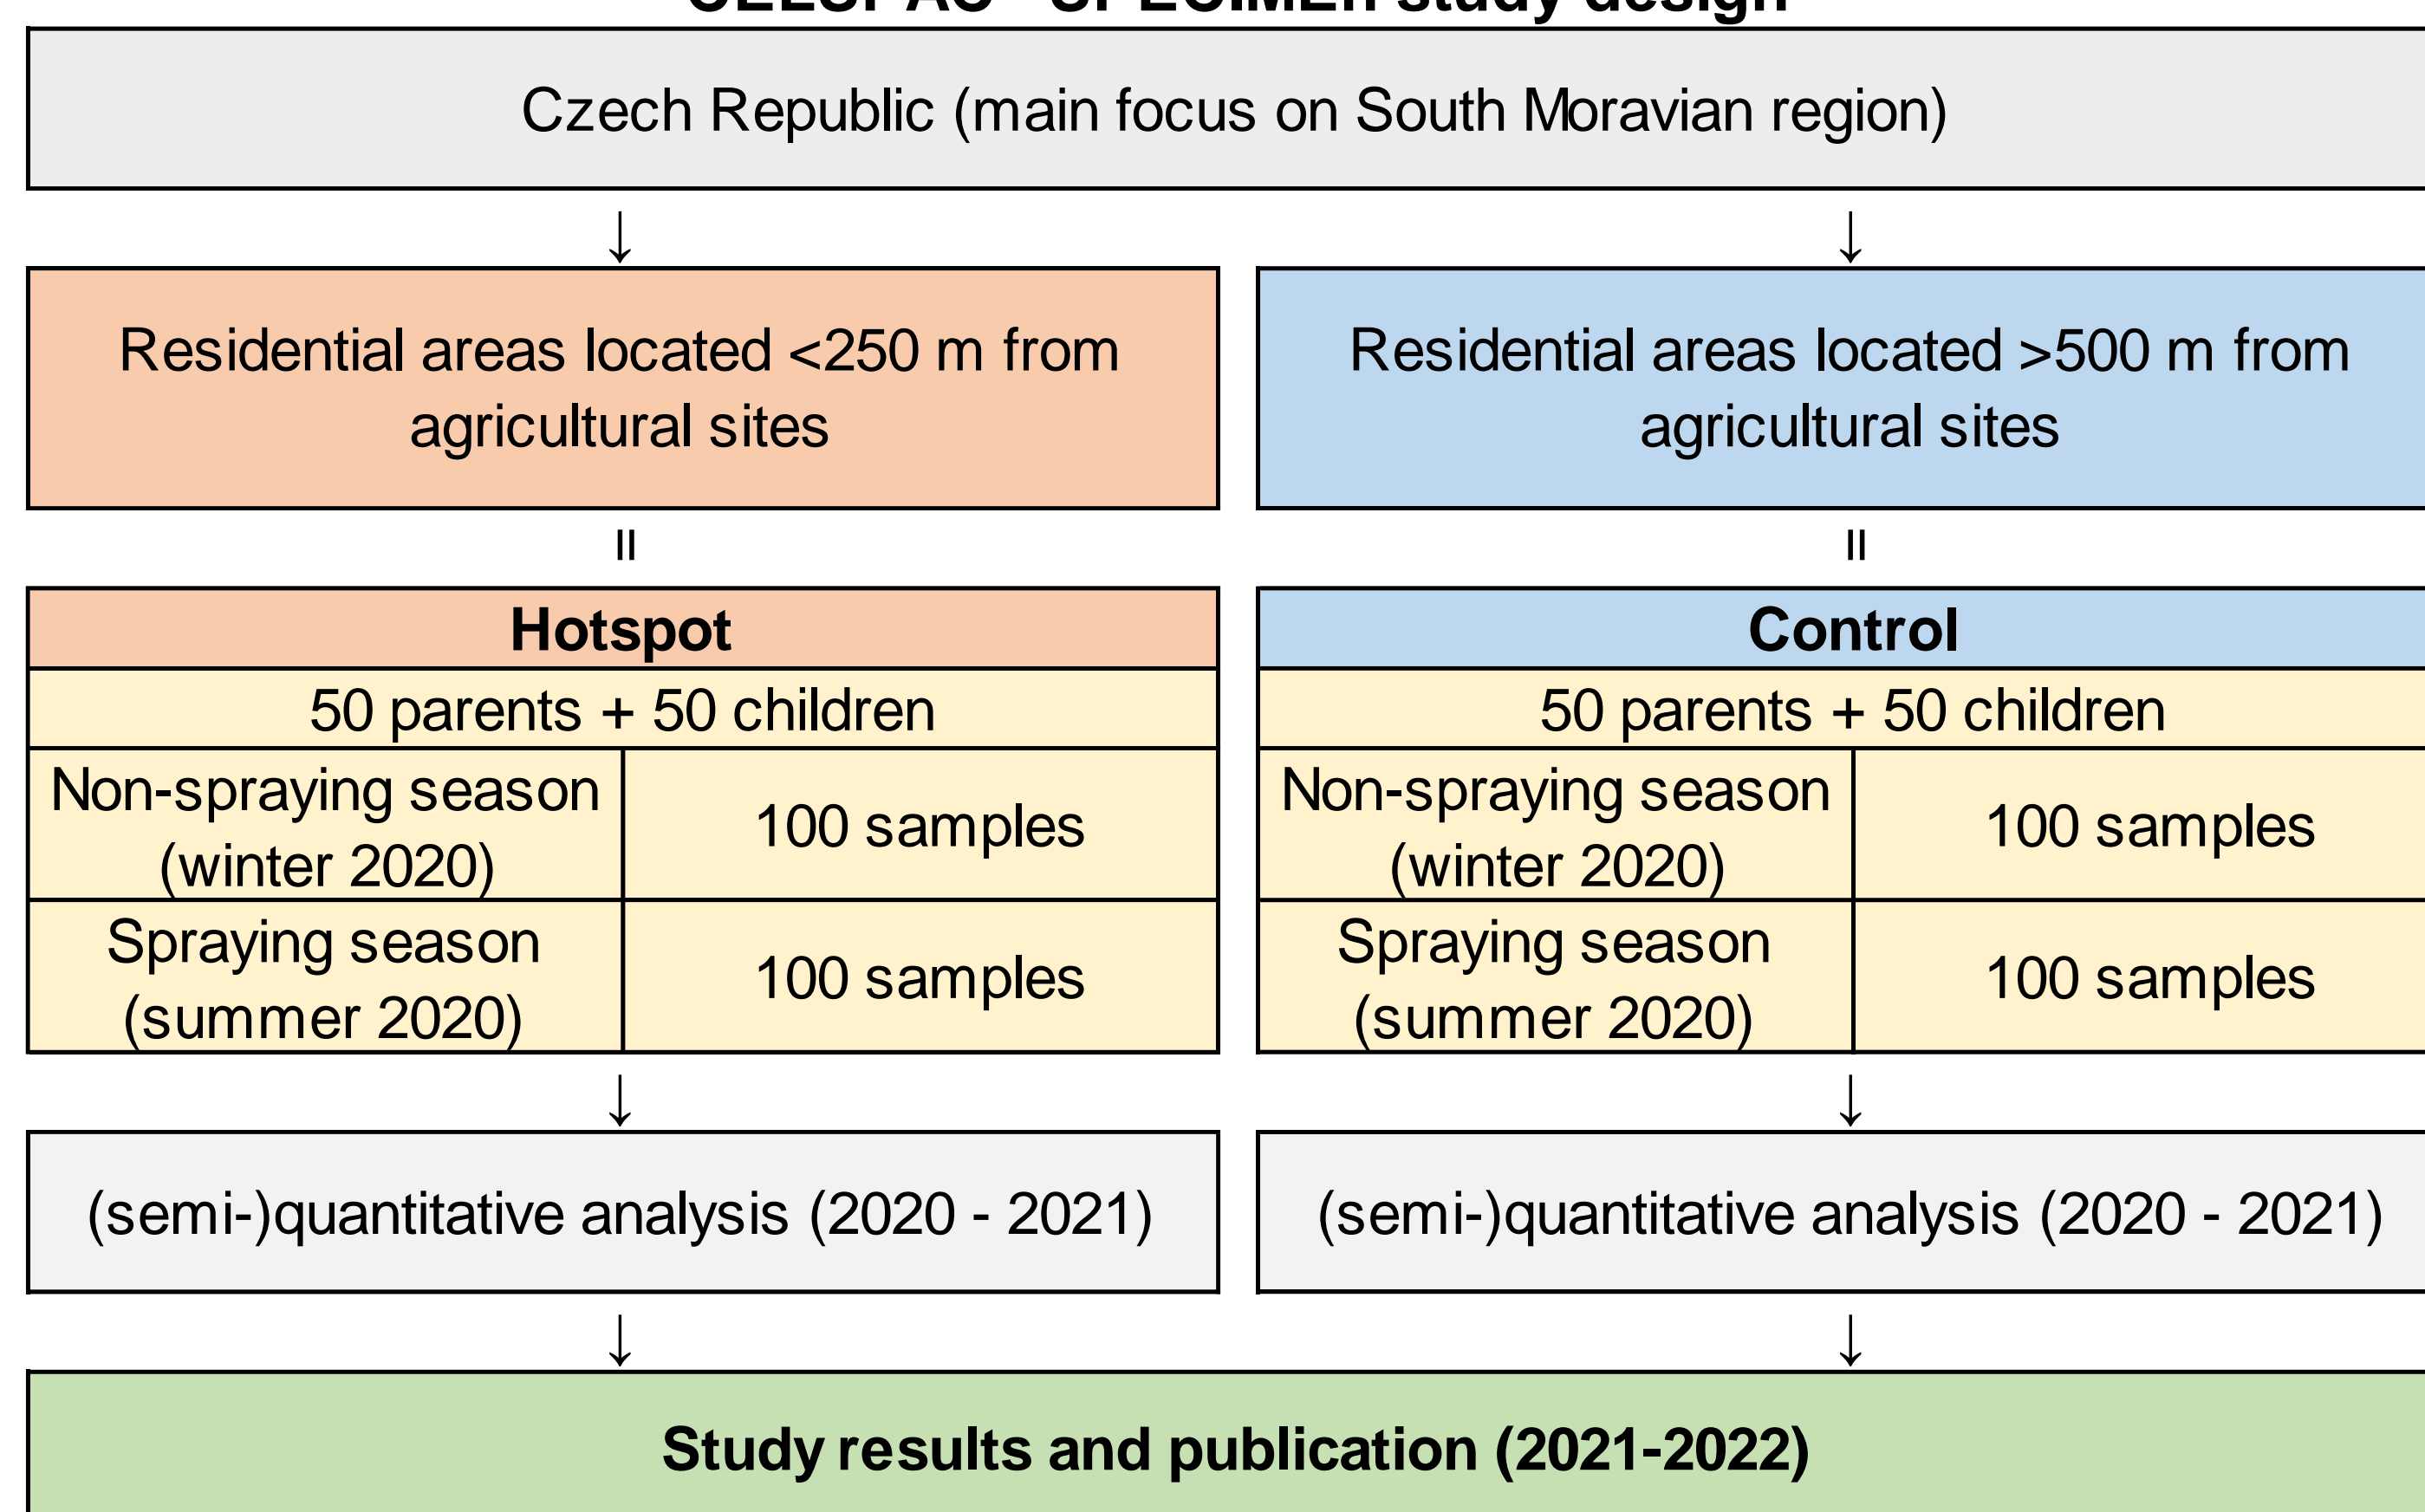 study design
Czech Republic (main focus on South Moravian region)
↓ ↓
Residential areas located <250 m from
agricultural sites
Residential areas located >500 m from
agricultural sites
= =
Hotspot
50 parents + 50 children
Non-spraying season
(winter 2020)
100 samples
Spraying season
(summer 2020)
100 samples
Control
50 parents + 50 children
Non-spraying season
(winter 2020)
100 samples
Spraying season
(summer 2020)
100 samples
↓ ↓
(semi-)quantitative analysis (2020 - 2021)
(semi-)quantitative analysis (2020 - 2021)
↓ ↓
Study results and publication (2021-2022)